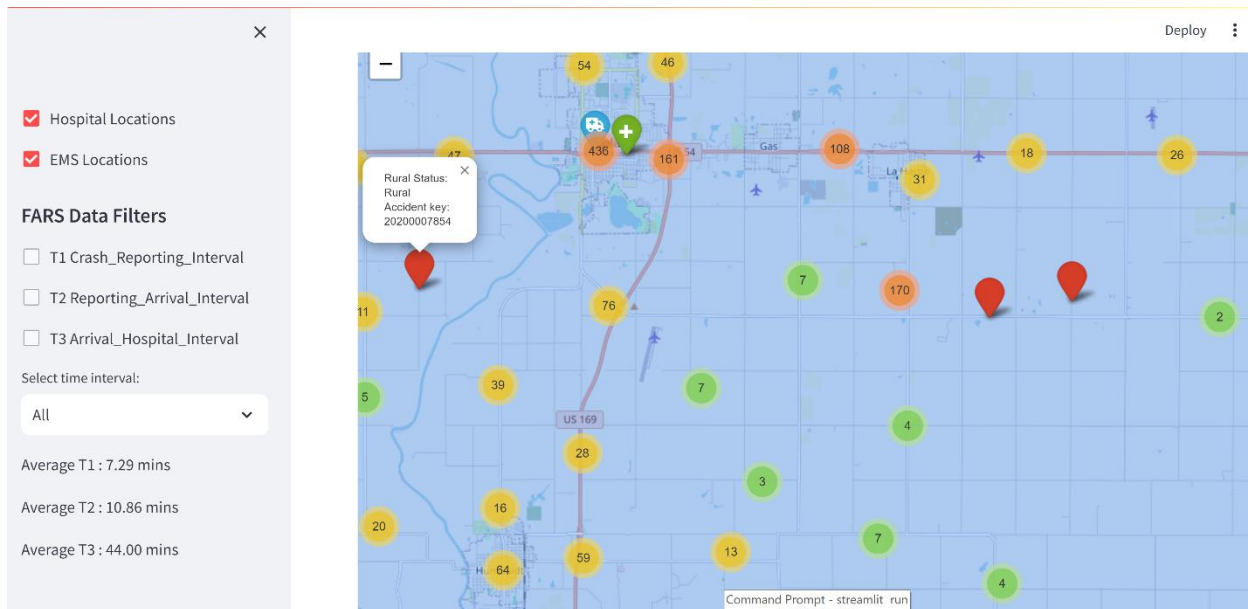 ×
Deploy
−
Hospital Locations
EMS Locations
FARS Data Filters
T1 Crash_Reporting_Interval
T2 Reporting_Arrival_Interval
T3 Arrival_Hospital_Interval
Select time interval:
All
Average T1 : 7.29 mins
Average T2 : 10.86 mins
Average T3 : 44.00 mins
54
46
436
161
54
Gas
108
La H
31
18
26
47
×
Rural Status:
Rural
Accident key:
20200007854
7
170
2
11
76
39
7
5
US 169
4
28
3
16
20
7
59
13
Hu
64
4
Command Prompt - streamlit run